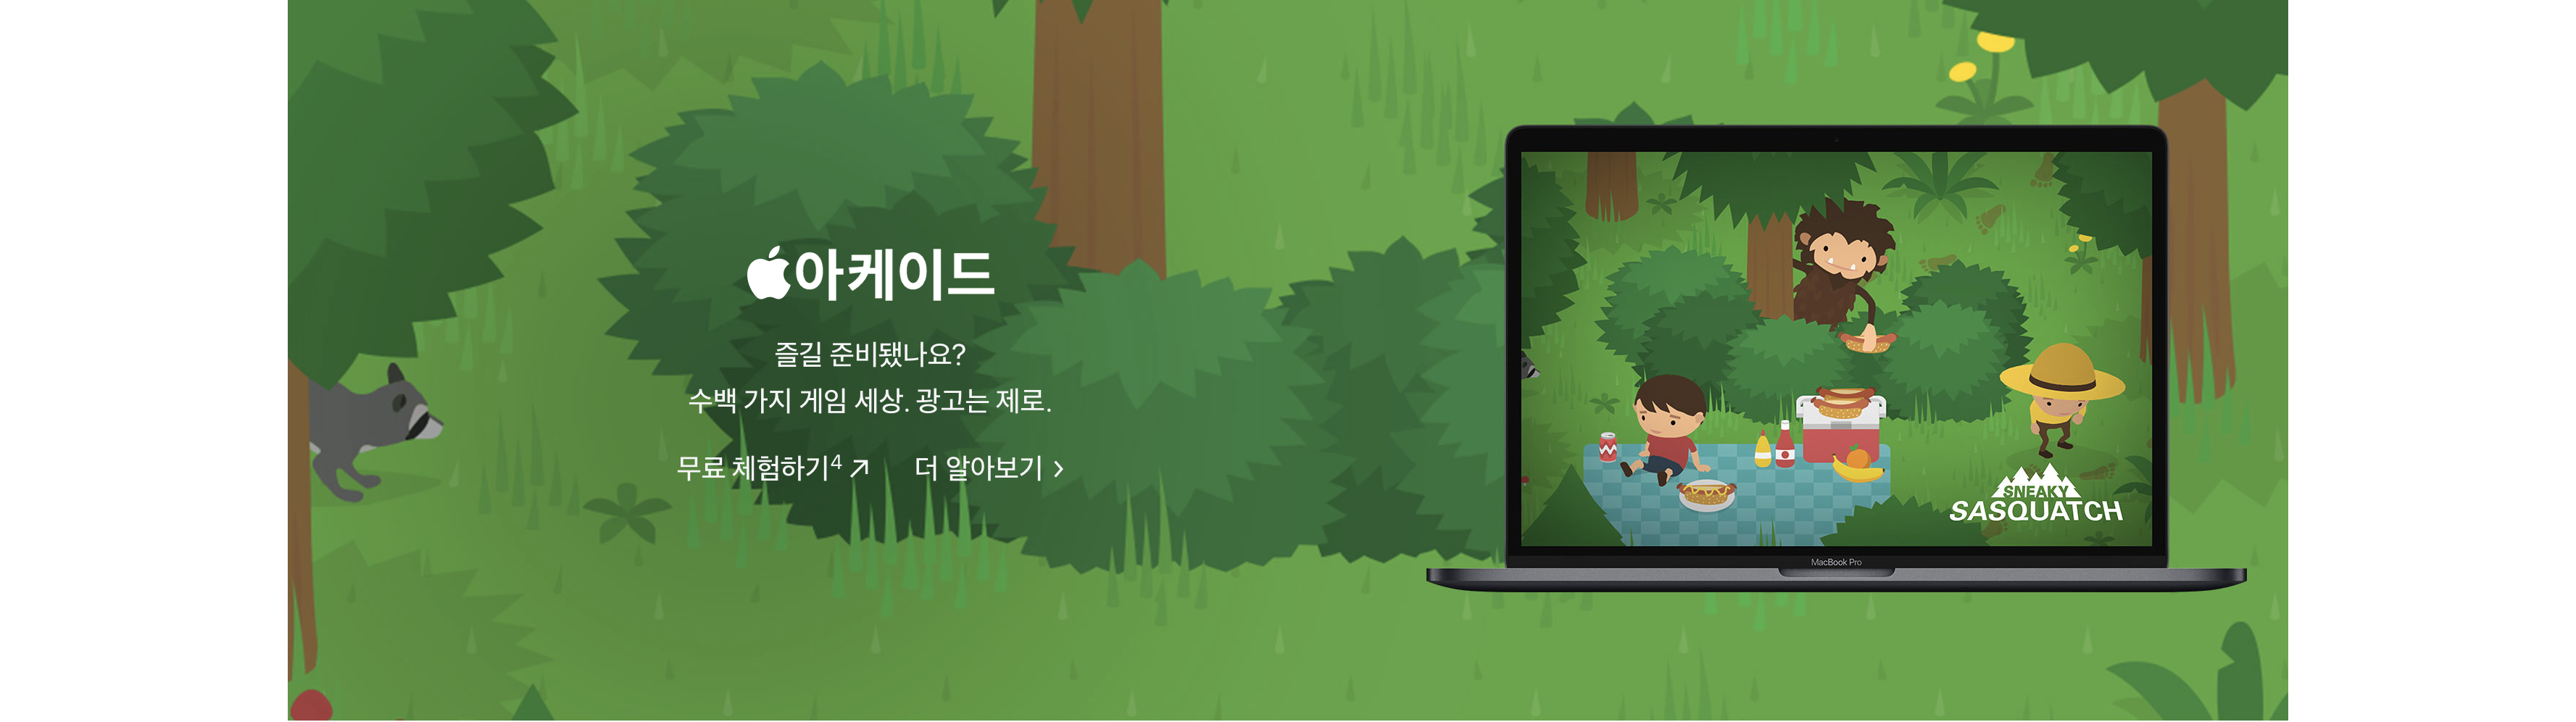 아케이드
즐길 준비됐나요?
수백 가지 게임 세상. 광고는 제로.
무료 체험하기4 더 알아보기
SNEAKY
SASQUATCH
MacBook Pro